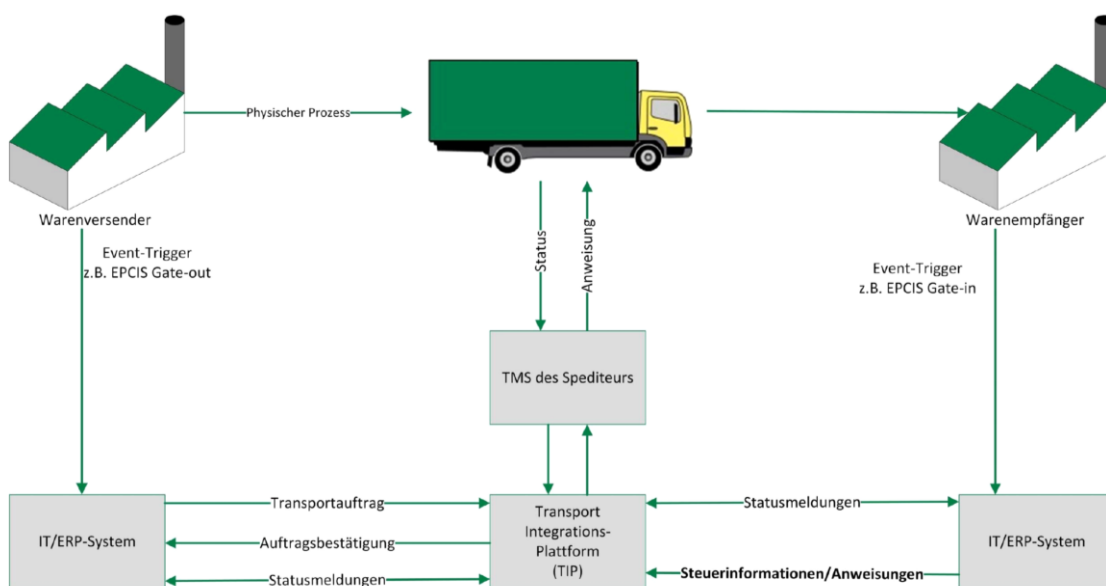 Physischer Prozess
Warenversender
Warenempfänger
Event-Trigger
z.B. EPCIS Gate-out
Status
Anweisung
Event-Trigger
z.B. EPCIS Gate-in
TMS des Spediteurs
Transportauftrag
Statusmeldungen
IT/ERP-System
Auftragsbestätigung
Transport
Integrations-
Plattform
(TIP)
IT/ERP-System
Statusmeldungen
Steuerinformationen/Anweisungen